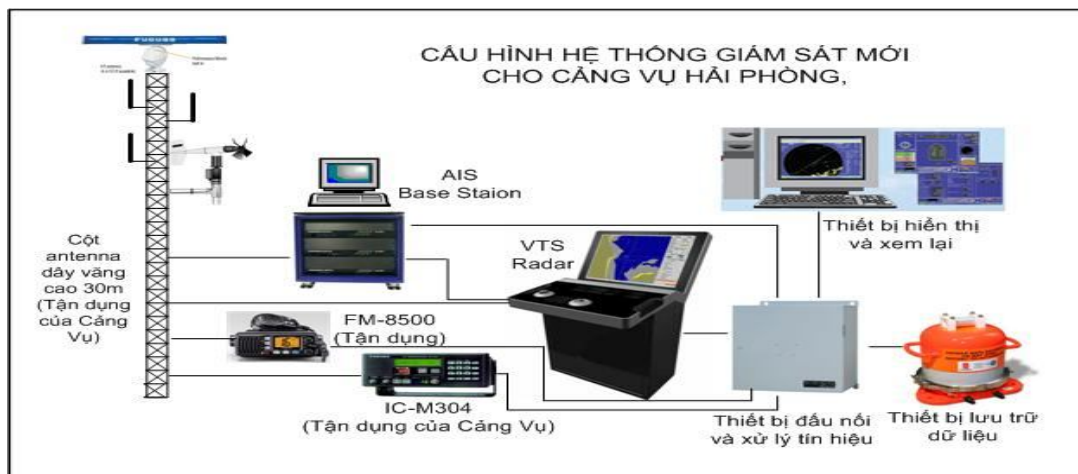 FURUNO
CẤU HÌNH HỆ THỐNG GIÁM SÁT MỚI
CHO CẢNG VỤ HẢI PHÒNG,
AIS
Base Staion
VTS
Radar
Thiết bị hiển thị
và xem lại
Cột
antenna
dây văng
cao 30m
(Tận dụng
của Cảng
Vụ)
FM-8500
(Tận dụng)
IC-M304
(Tận dụng của Cảng Vụ)
Thiết bị đấu nối
và xử lý tín hiệu
Thiết bị lưu trữ
dữ liệu